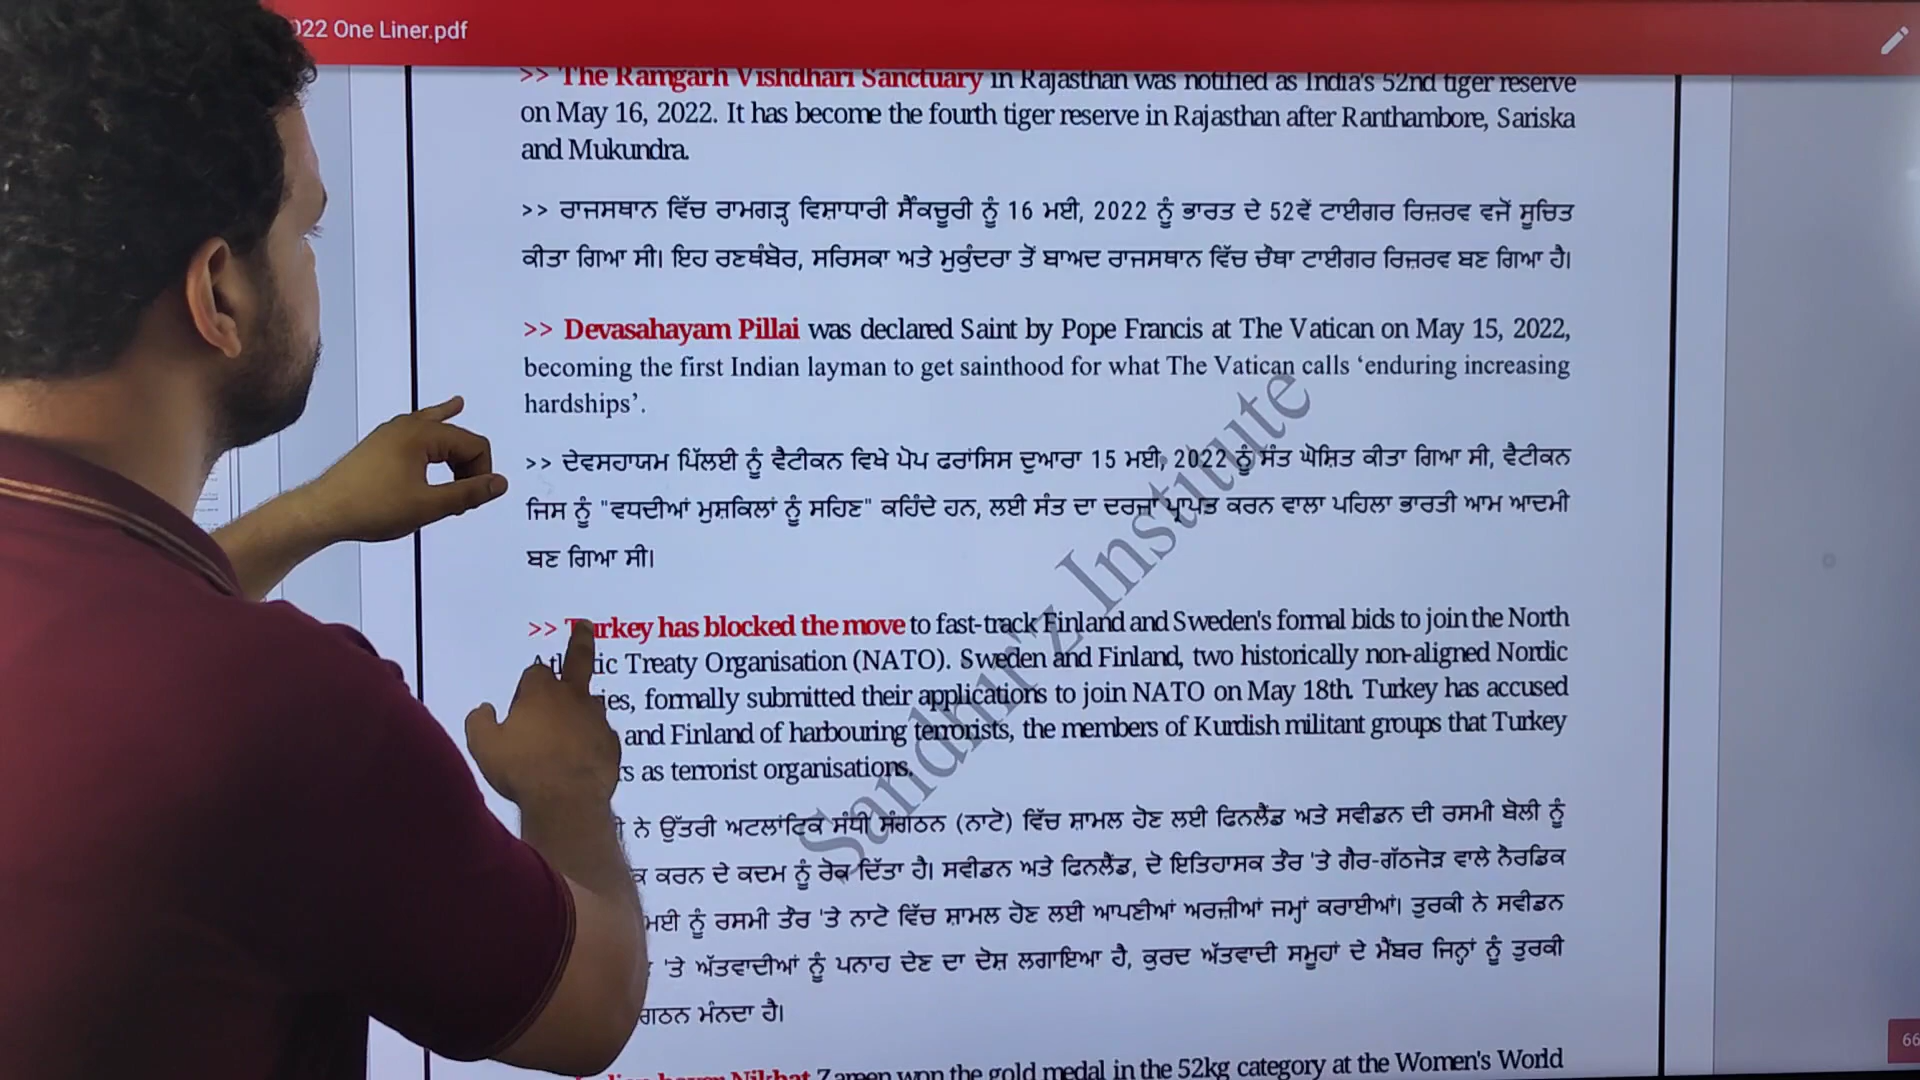 022 One Liner.pdf
>> The Ramgarh Vishdhari Sanctuary in Rajasthan was notified as India's 52nd tiger reserve
on May 16, 2022. It has become the fourth tiger reserve in Rajasthan after Ranthambore, Sariska
and Mukundra.
>> ਰਾਜਸਥਾਨ ਵਿੱਚ ਰਾਮਗੜ੍ਹ ਵਿਸ਼ਾਧਾਰੀ ਸੈਂਕਚੂਰੀ ਨੂੰ 16 ਮਈ, 2022 ਨੂੰ ਭਾਰਤ ਦੇ 52ਵੇਂ ਟਾਈਗਰ ਰਿਜ਼ਰਵ ਵਜੋਂ ਸੂਚਿਤ
ਕੀਤਾ ਗਿਆ ਸੀ। ਇਹ ਰਣਥੰਬੋਰ, ਸਰਿਸਕਾ ਅਤੇ ਮੁਕੁੰਦਰਾ ਤੋਂ ਬਾਅਦ ਰਾਜਸਥਾਨ ਵਿੱਚ ਚੌਥਾ ਟਾਈਗਰ ਰਿਜ਼ਰਵ ਬਣ ਗਿਆ ਹੈ।
>> Devasahayam Pillai was declared Saint by Pope Francis at The Vatican on May 15, 2022,
becoming the first Indian layman to get sainthood for what The Vatican calls ‘enduring increasing
hardships’.
>> ਦੇਵਸਹਾਯਮ ਪਿੱਲਈ ਨੂੰ ਵੈਟੀਕਨ ਵਿਖੇ ਪੋਪ ਫਰਾਂਸਿਸ ਦੁਆਰਾ 15 ਮਈ, 2022 ਨੂੰ ਸੰਤ ਘੋਸ਼ਿਤ ਕੀਤਾ ਗਿਆ ਸੀ, ਵੈਟੀਕਨ
ਜਿਸ ਨੂੰ "ਵਧਦੀਆਂ ਮੁਸ਼ਕਿਲਾਂ ਨੂੰ ਸਹਿਣ" ਕਹਿੰਦੇ ਹਨ, ਲਈ ਸੰਤ ਦਾ ਦਰਜਾ ਪ੍ਰਾਪਤ ਕਰਨ ਵਾਲਾ ਪਹਿਲਾ ਭਾਰਤੀ ਆਮ ਆਦਮੀ
ਬਣ ਗਿਆ ਸੀ।
>> Turkey has blocked the move to fast-track Finland and Sweden's formal bids to join the North
Treaty Organisation (NATO). Sweden and Finland, two historically non-aligned Nordic
formally submitted their applications to join NATO on May 18th. Turkey has accused
and Finland of harbouring terrorists, the members of Kurdish militant groups that Turkey
as terrorist organisations.
ਨੇ ਉੱਤਰੀ ਅਟਲਾਂਟਿਕ ਸੰਧੀ ਸੰਗਠਨ (ਨਾਟੋ) ਵਿੱਚ ਸ਼ਾਮਲ ਹੋਣ ਲਈ ਫਿਨਲੈਂਡ ਅਤੇ ਸਵੀਡਨ ਦੀ ਰਸਮੀ ਬੋਲੀ ਨੂੰ
ਕਰਨ ਦੇ ਕਦਮ ਨੂੰ ਰੋਕ ਦਿੱਤਾ ਹੈ। ਸਵੀਡਨ ਅਤੇ ਫਿਨਲੈਂਡ, ਦੋ ਇਤਿਹਾਸਕ ਤੌਰ 'ਤੇ ਗੈਰ-ਗੱਠਜੋੜ ਵਾਲੇ ਨੋਰਡਿਕ
ਮਈ ਨੂੰ ਰਸਮੀ ਤੌਰ 'ਤੇ ਨਾਟੋ ਵਿੱਚ ਸ਼ਾਮਲ ਹੋਣ ਲਈ ਆਪਣੀਆਂ ਅਰਜ਼ੀਆਂ ਜਮ੍ਹਾਂ ਕਰਾਈਆਂ। ਤੁਰਕੀ ਨੇ ਸਵੀਡਨ
'ਤੇ ਅੱਤਵਾਦੀਆਂ ਨੂੰ ਪਨਾਹ ਦੇਣ ਦਾ ਦੋਸ਼ ਲਗਾਇਆ ਹੈ, ਕੁਰਦ ਅੱਤਵਾਦੀ ਸਮੂਹਾਂ ਦੇ ਮੈਂਬਰ ਜਿਨ੍ਹਾਂ ਨੂੰ ਤੁਰਕੀ
ਗਠਨ ਮੰਨਦਾ ਹੈ।
Nikhat Zareen won the gold medal in the 52kg category at the Women's World
Sandhir'z Institute
66